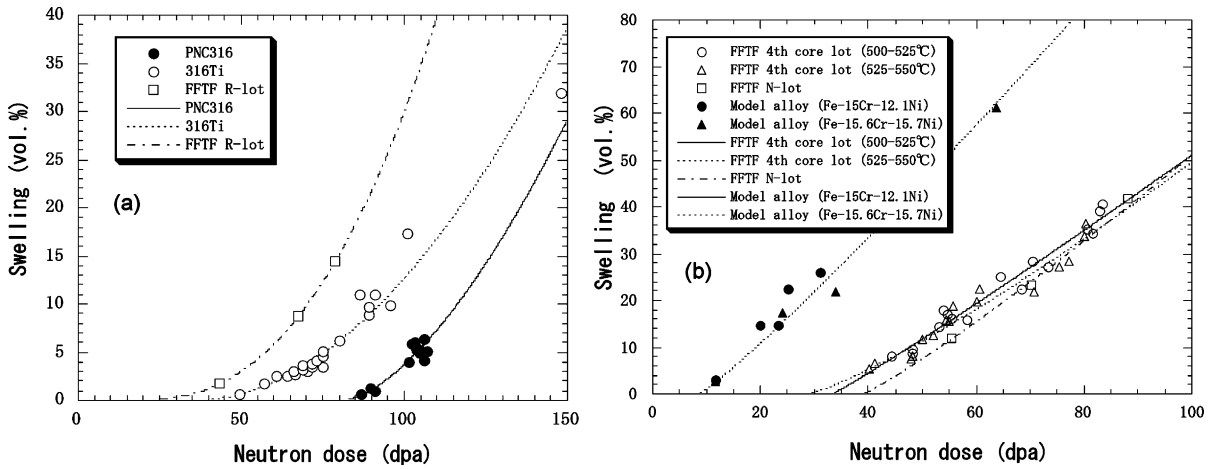 40
35
30
25
20
15
10
5
0
Swelling (vol.%)
PNC316
316Ti
FFTF R-lot
PNC316
316Ti
FFTF R-lot
(a)
0
50
100
150
Neutron dose (dpa)
80
70
60
50
40
30
20
10
0
Swelling (vol.%)
FFTF 4th core lot (500-525℃)
FFTF 4th core lot (525-550℃)
FFTF N-lot
Model alloy (Fe-15Cr-12.1Ni)
Model alloy (Fe-15.6Cr-15.7Ni)
FFTF 4th core lot (500-525℃)
FFTF 4th core lot (525-550℃)
FFTF N-lot
Model alloy (Fe-15Cr-12.1Ni)
Model alloy (Fe-15.6Cr-15.7Ni)
(b)
0
20
40
60
80
100
Neutron dose (dpa)